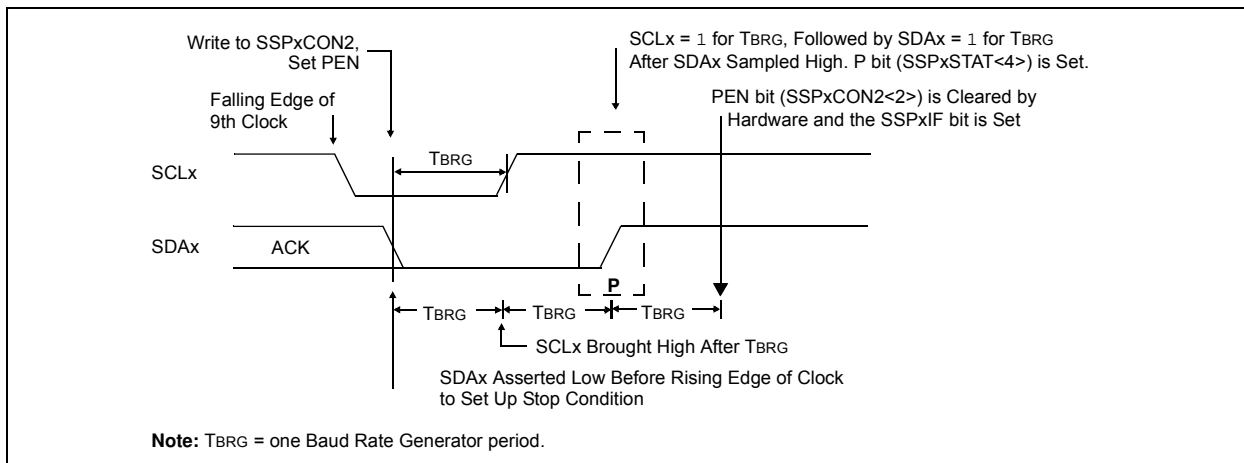 Write to SSPxCON2,
Set PEN
SCLx = 1 for TBRG, Followed by SDAx = 1 for TBRG
After SDAx Sampled High. P bit (SSPxSTAT<4>) is Set.
Falling Edge of
9th Clock
PEN bit (SSPxCON2<2>) is Cleared by
Hardware and the SSPxIF bit is Set
TBRG
SCLx
SDAx
ACK
P
TBRG
TBRG
TBRG
SCLx Brought High After TBRG
SDAx Asserted Low Before Rising Edge of Clock
to Set Up Stop Condition
Note: TBRG = one Baud Rate Generator period.